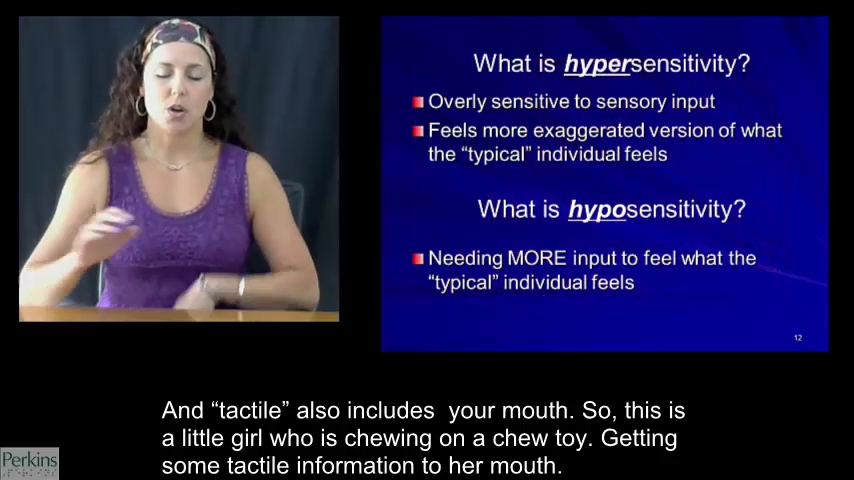 What is hypersensitivity?
Overly sensitive to sensory input
Feels more exaggerated version of what
the “typical” individual feels
What is hyposensitivity?
Needing MORE input to feel what the
“typical” individual feels
12
And “tactile” also includes  your mouth. So, this is
a little girl who is chewing on a chew toy. Getting
some tactile information to her mouth.
Perkins